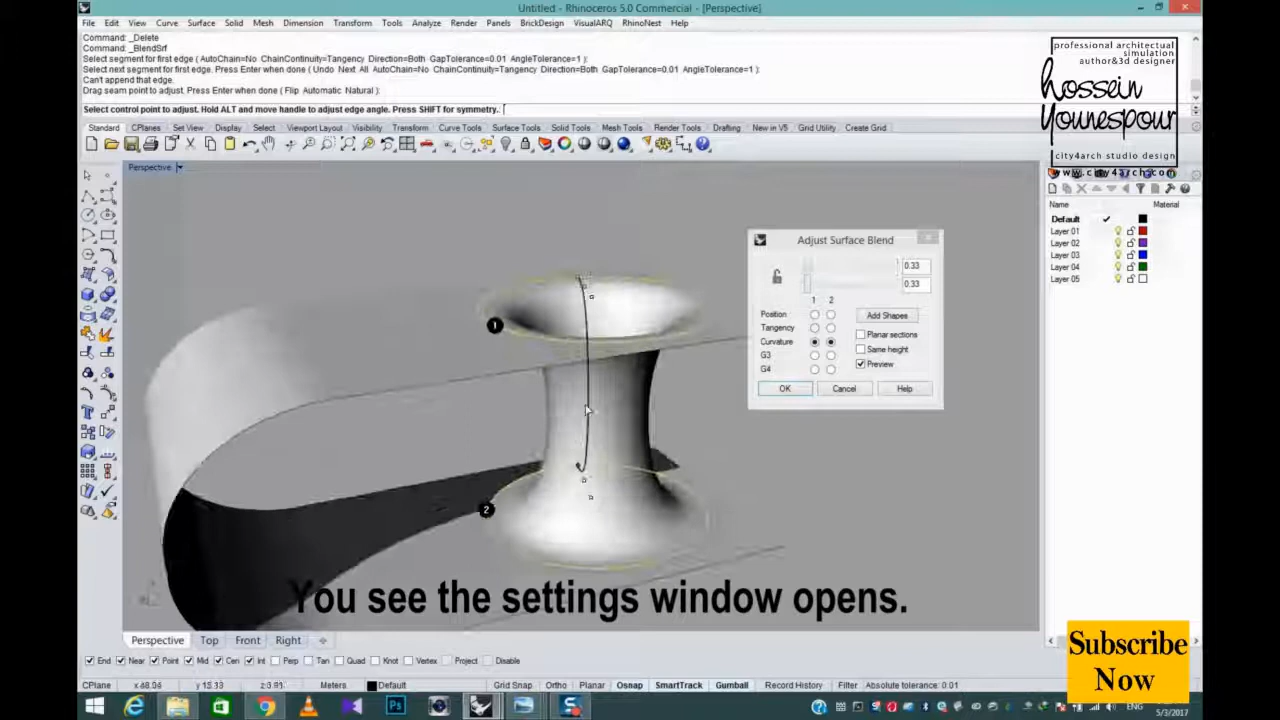 Untitled - Rhinoceros 5.0 Commercial - [Perspective]
File Edit View Curve Surface Solid Mesh Dimension Transform Tools Analyze Render Panels BrickDesign VisualARQ RhinoNest Help
Command: _Delete
Command: _BlendSrf
Select segment for first edge ( AutoChain=No ChainContinuity=Tangency Direction=Both GapTolerance=0.01 AngleTolerance=1 ):
Select next segment for first edge. Press Enter when done ( Undo Next All AutoChain=No ChainContinuity=Tangency Direction=Both GapTolerance=0.01 AngleTolerance=1 ):
Can't append that edge.
Drag seam point to adjust. Press Enter when done ( Flip Automatic Natural ):
Select control point to adjust. Hold ALT and move handle to adjust edge angle. Press SHIFT for symmetry.
professional architectual
simulation
author&3d designer
hossein
Younespour
city4arch studio design
www.city4arch.com
Standard CPlanes Set View Display Select Viewport Layout Visibility Transform Curve Tools Surface Tools Solid Tools Mesh Tools Render Tools Drafting New in V5 Grid Utility Create Grid
Perspective
Name Material
Default
Layer 01
Layer 02
Layer 03
Layer 04
Layer 05
Adjust Surface Blend
0.33
0.33
1 2
Position
Add Shapes
Tangency
Planar sections
Curvature
Same height
G3
Preview
G4
OK Cancel Help
1
2
You see the settings window opens.
Perspective Top Front Right
End Near Point Mid Cen Int Perp Tan Quad Knot Vertex Project Disable
CPlane Meters Default Grid Snap Ortho Planar Osnap SmartTrack Gumball Record History Filter Absolute tolerance: 0.01
Subscribe
Now
ENG
5/3/2017